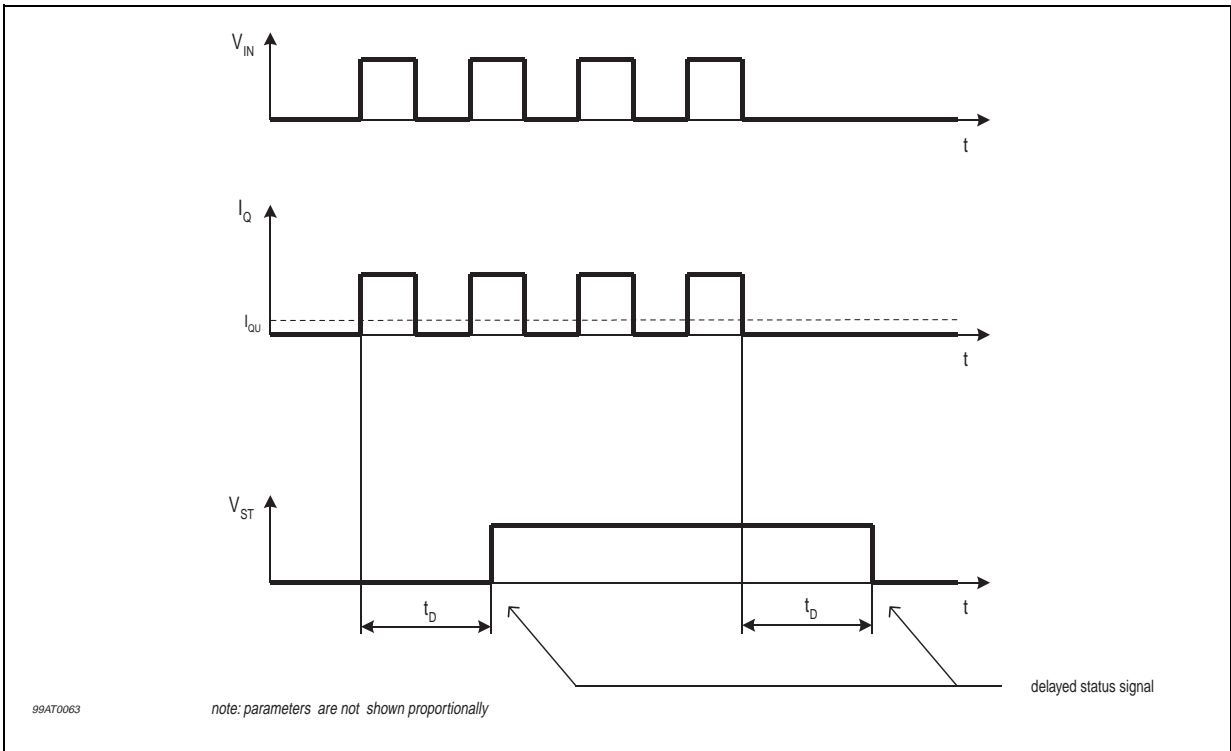 V_IN
t
I_Q
I_QU
t
V_ST
t_D
t_D
t
delayed status signal
99AT0063
note: parameters are not shown proportionally